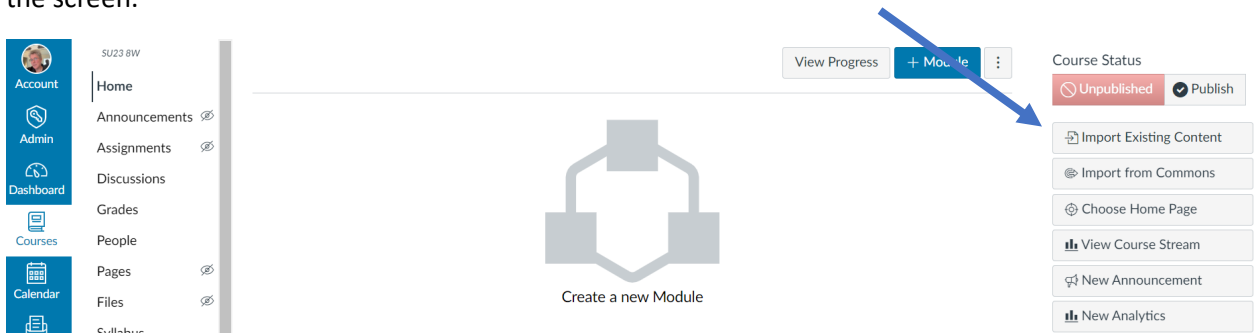 the screen.
Account
Admin
Dashboard
Courses
Calendar
SU23 8W
Home
Announcements
Assignments
Discussions
Grades
People
Pages
Files
Syllabus
View Progress
+ Module
Create a new Module
Course Status
Unpublished
Publish
Import Existing Content
Import from Commons
Choose Home Page
View Course Stream
New Announcement
New Analytics